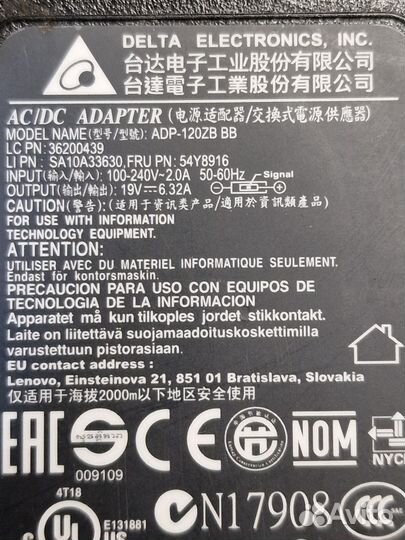 DELTA ELECTRONICS, INC.
台达电子工业股份有限公司
台達電子工業股份有限公司
AC/DC ADAPTER (电源适配器/交換式電源供應器)
MODEL NAME(型号/型號): ADP-120ZB BB
LC PN: 36200439
LI PN : SA10A33630, FRU PN : 54Y8916
INPUT(输入/輸入): 100-240V~2.0A 50-60Hz Signal
OUTPUT(输出/輸出): 19V⎓6.32A
CAUTION(警告): (适用于资讯类产品/適用於資訊類產品)
FOR USE WITH INFORMATION
TECHNOLOGY EQUIPMENT.
ATTENTION:
UTILISER AVEC DU MATERIEL INFORMATIQUE SEULEMENT.
Endast för kontorsmaskin.
PRECAUCION PARA USO CON EQUIPOS DE
TECNOLOGIA DE LA INFORMACION.
Apparatet må kun tilkoples jordet stikkontakt.
Laite on liitettävä suojamaadoituskoskettimilla
varustettuun pistorasiaan.
EU contact address :
Lenovo, Einsteinova 21, 851 01 Bratislava, Slovakia
仅适用于海拔2000m以下地区安全使用
EAC
NOM
NYCE
009109
4T18
E131881
UL US
N17908
CCC
S&E
Avito